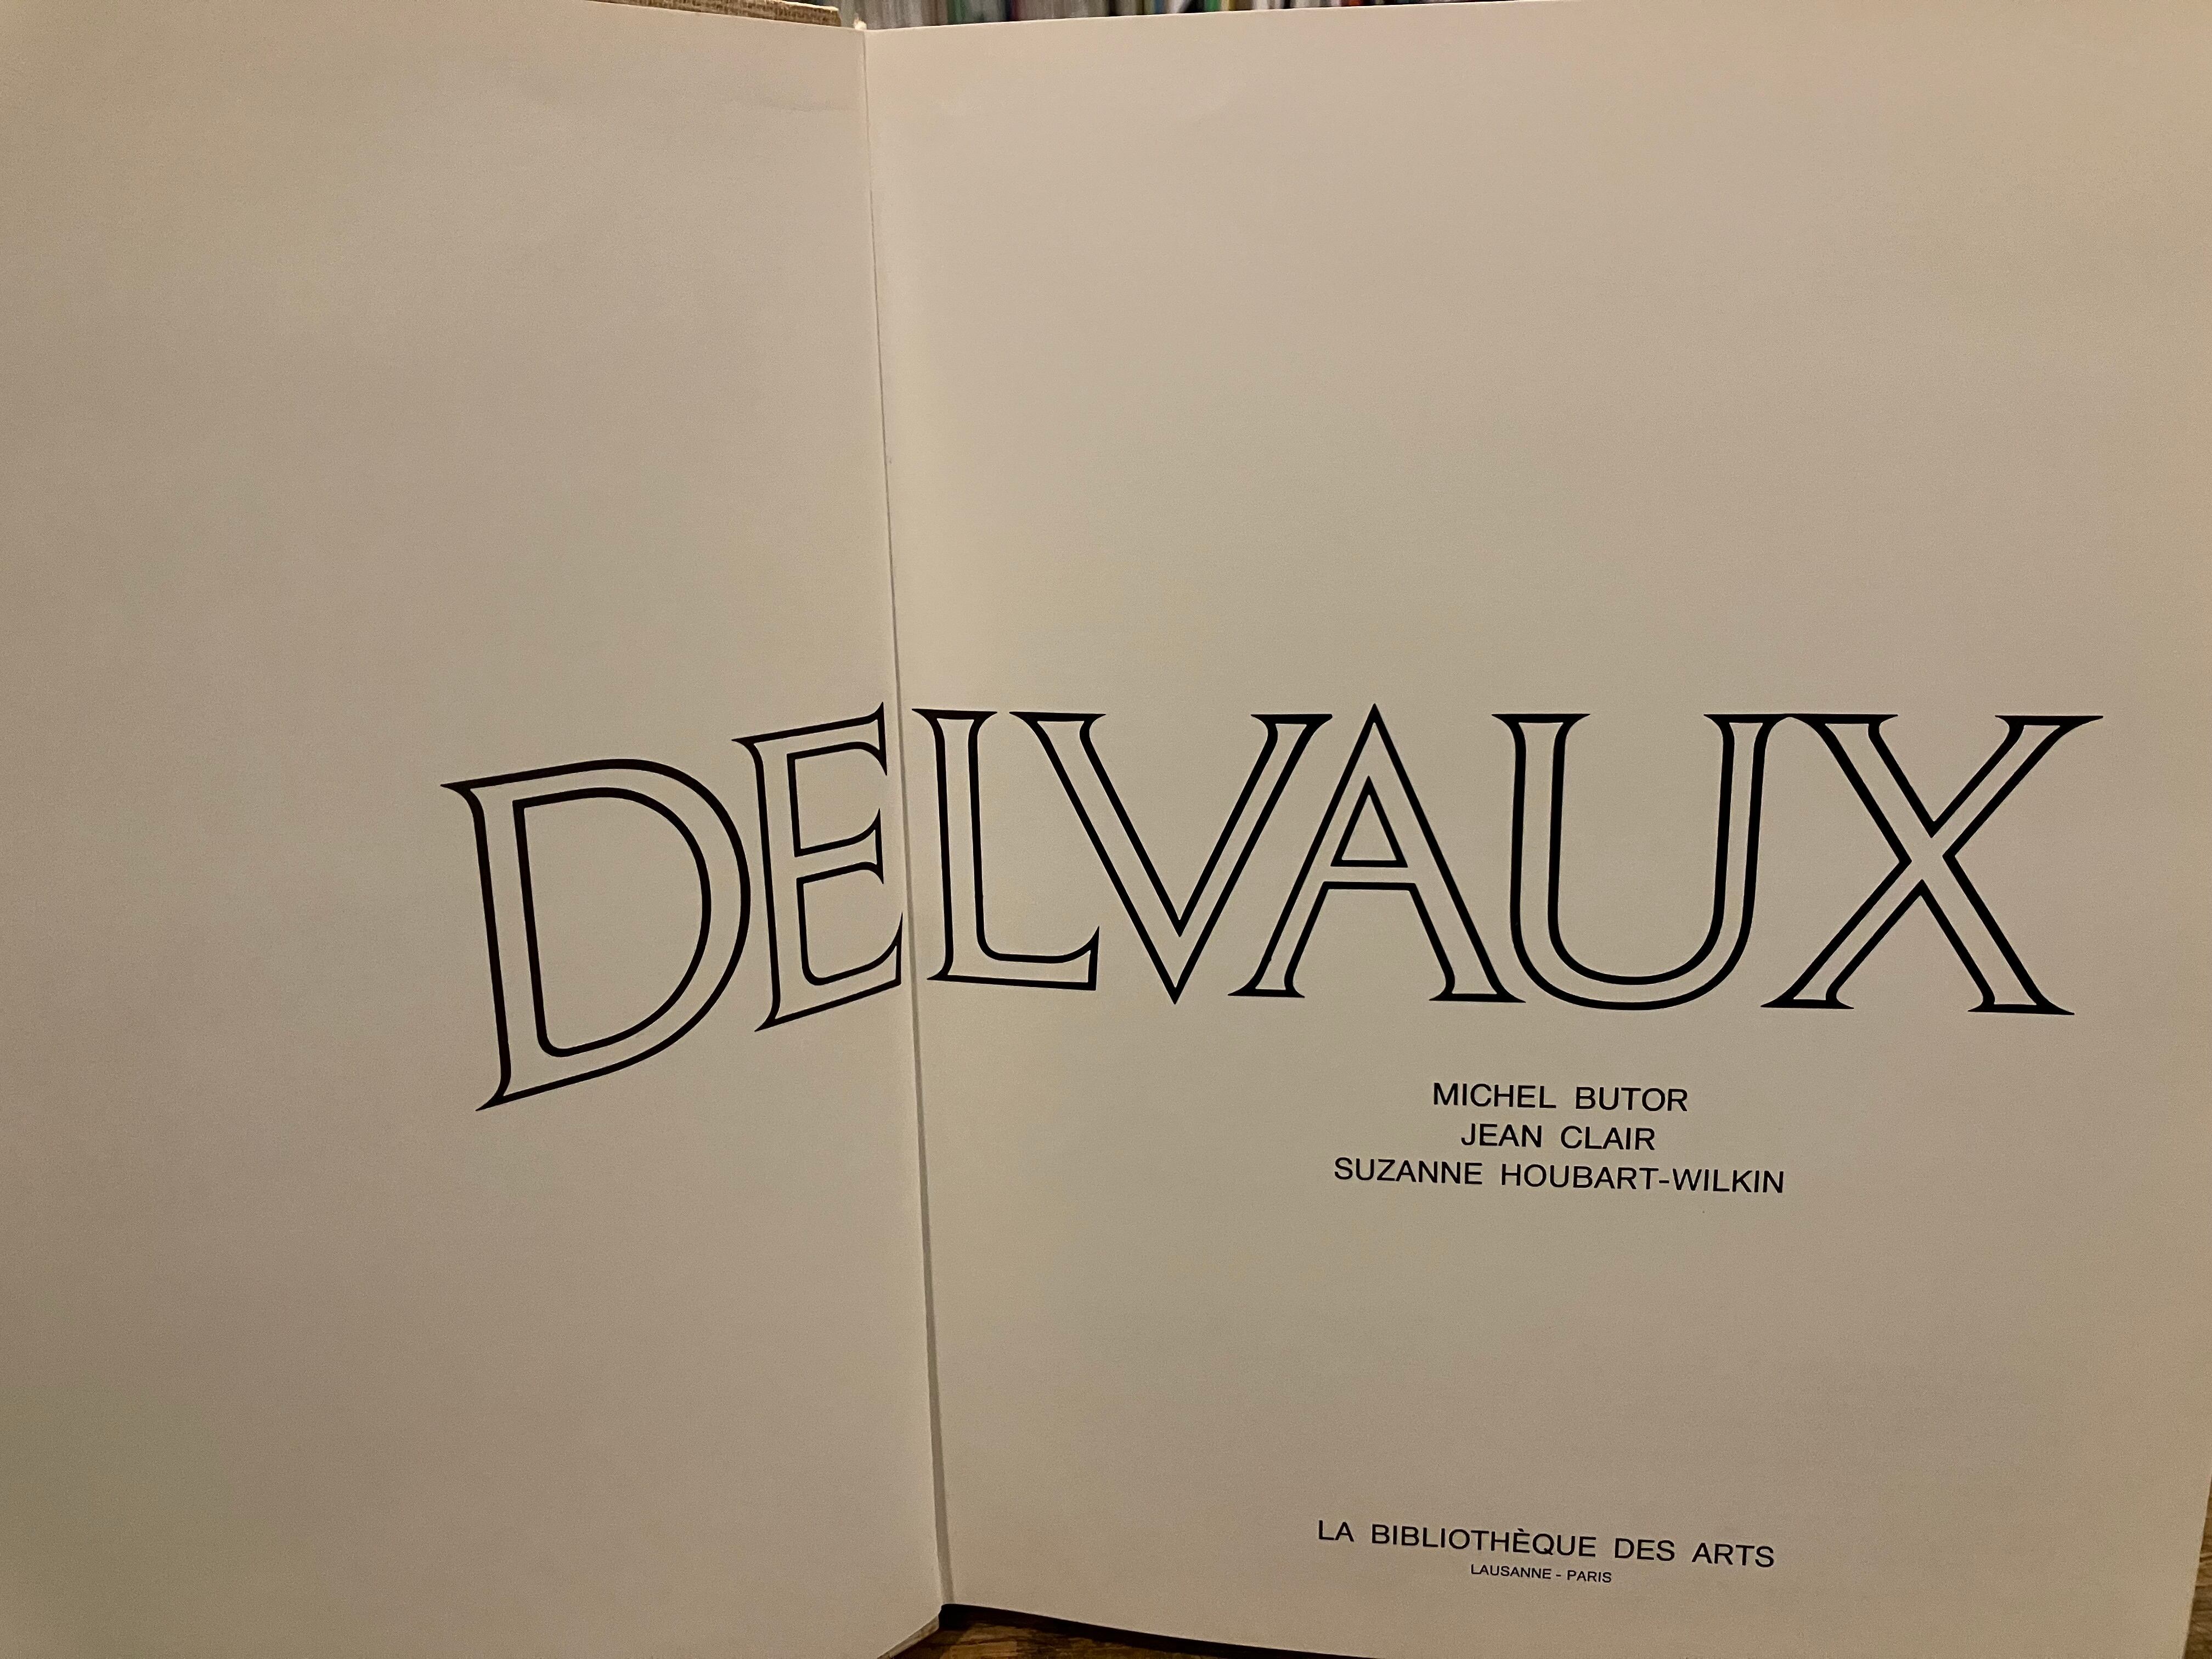 DELVAUX
MICHEL BUTOR
JEAN CLAIR
SUZANNE HOUBART-WILKIN
LA BIBLIOTHÈQUE DES ARTS
LAUSANNE - PARIS